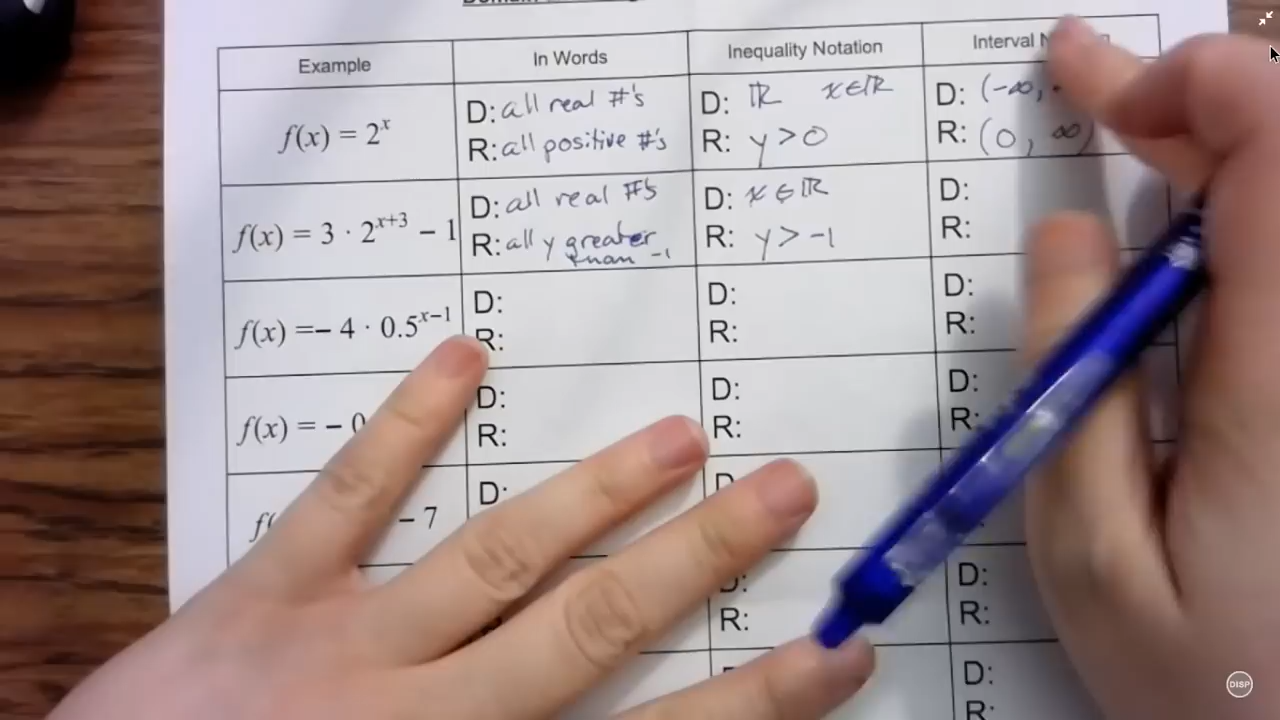 Example
In Words
Inequality Notation
Interval
f(x) = 2^x
D: all real #'s
R: all positive #'s
D: ℝ x∈ℝ
R: y > 0
D: (-∞,
R: (0, ∞)
f(x) = 3 · 2^{x+3} − 1
D: all real #'s
R: all y greater
than -1
D: x ∈ ℝ
R: y > -1
D:
R:
f(x) =− 4 · 0.5^{x−1}
D:
R:
D:
R:
D:
R:
f(x) = − 0
D:
R:
D:
R:
D:
R:
− 7
D:
D:
R:
D:
R:
D:
R:
DISP